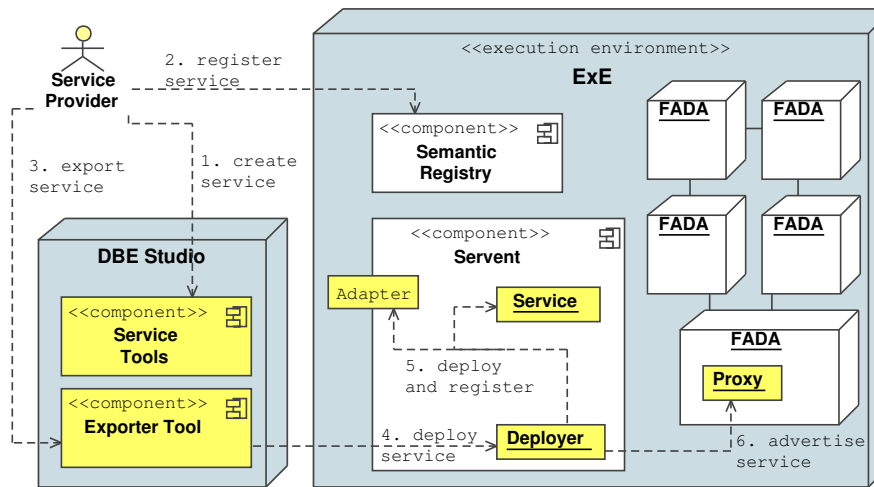 Service
Provider
2. register
service
3. export
service
1. create
service
DBE Studio
<<component>>
Service
Tools
<<component>>
Exporter Tool
<<execution environment>>
ExE
<<component>>
Semantic
Registry
<<component>>
Servent
Adapter
Service
5. deploy
and register
4. deploy
service
Deployer
FADA
FADA
FADA
FADA
FADA
Proxy
6. advertise
service